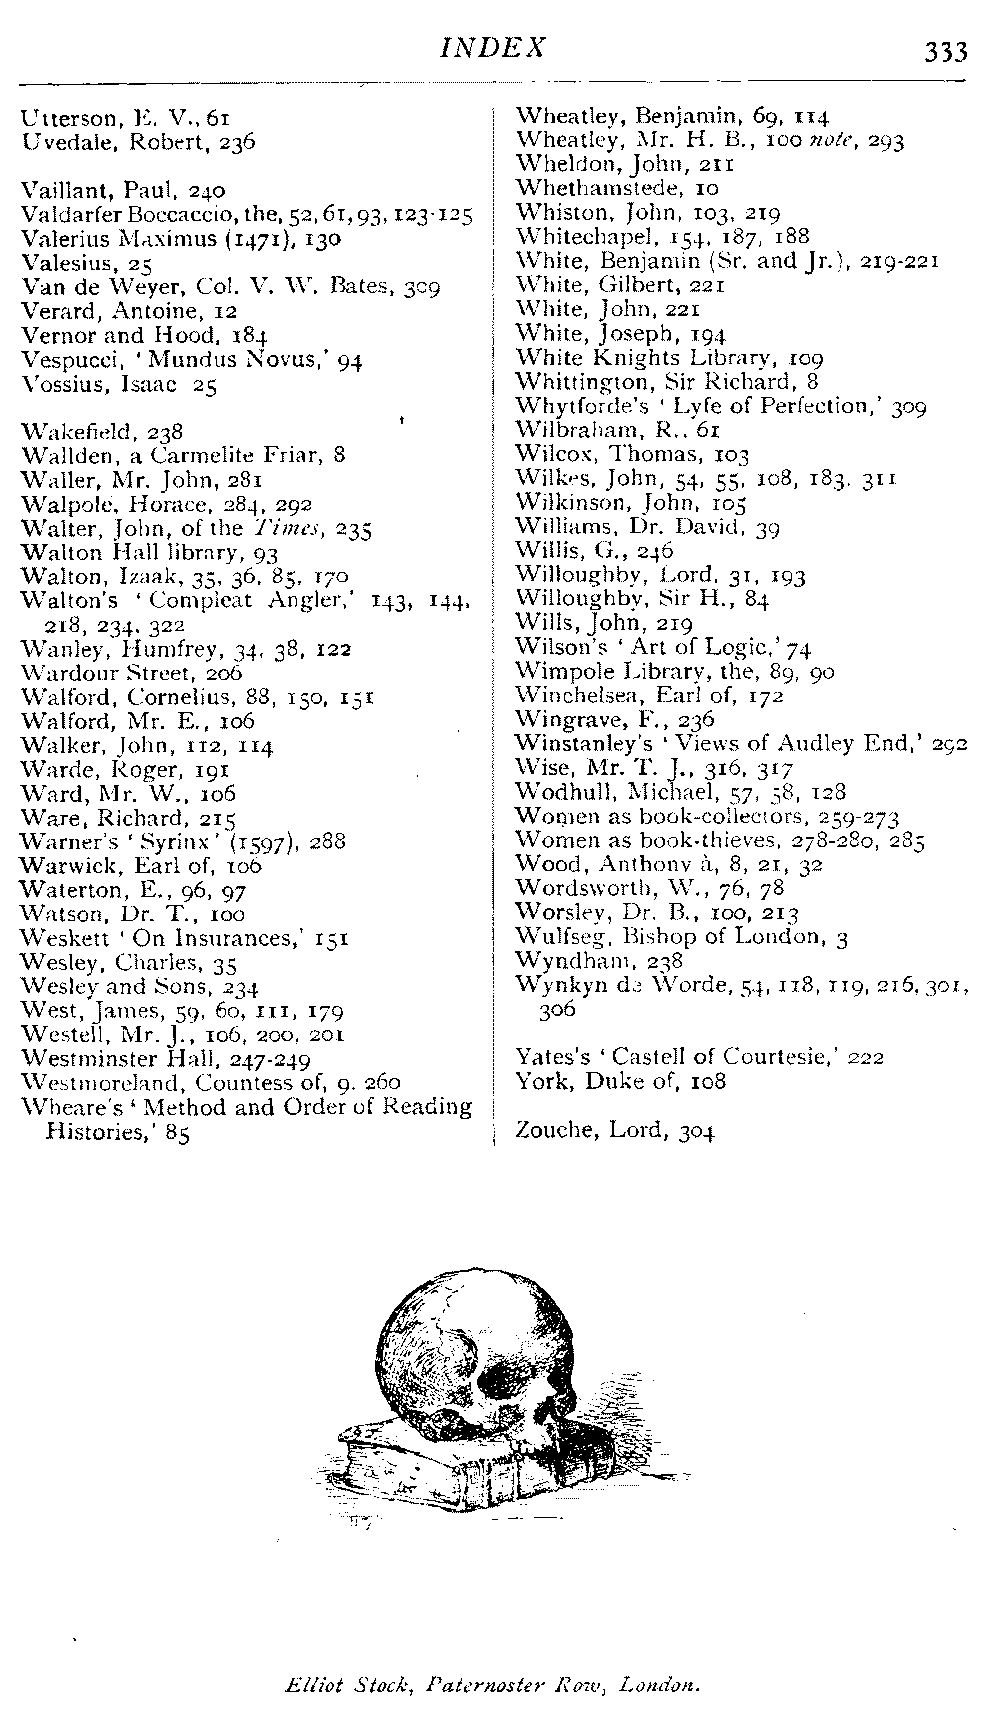 INDEX 333
Utterson, E. V., 61
Uvedale, Robert, 236
Vaillant, Paul, 240
Valdarfer Boccaccio, the, 52, 61, 93, 123-125
Valerius Maximus (1471), 130
Valesius, 25
Van de Weyer, Col. V. W. Bates, 309
Verard, Antoine, 12
Vernor and Hood, 184
Vespucci, ‘ Mundus Novus,’ 94
Vossius, Isaac 25
Wakefield, 238
Wallden, a Carmelite Friar, 8
Waller, Mr. John, 281
Walpole, Horace, 284, 292
Walter, John, of the Times, 235
Walton Hall library, 93
Walton, Izaak, 35, 36, 85, 170
Walton's ‘ Compleat Angler,’ 143, 144,
218, 234, 322
Wanley, Humfrey, 34, 38, 122
Wardour Street, 206
Walford, Cornelius, 88, 150, 151
Walford, Mr. E., 106
Walker, John, 112, 114
Warde, Roger, 191
Ward, Mr. W., 106
Ware, Richard, 215
Warner's ‘ Syrinx’ (1597), 288
Warwick, Earl of, 106
Waterton, E., 96, 97
Watson, Dr. T., 100
Weskett ‘ On Insurances,’ 151
Wesley, Charles, 35
Wesley and Sons, 234
West, James, 59, 60, 111, 179
Westell, Mr. J., 106, 200, 201
Westminster Hall, 247-249
Westmoreland, Countess of, 9. 260
Wheare's ‘ Method and Order of Reading
Histories,’ 85
Wheatley, Benjamin, 69, 114
Wheatley, Mr. H. B., 100 note, 293
Wheldon, John, 211
Whethamstede, 10
Whiston, John, 103, 219
Whitechapel, 154, 187, 188
White, Benjamin (Sr. and Jr.), 219-221
White, Gilbert, 221
White, John, 221
White, Joseph, 194
White Knights Library, 109
Whittington, Sir Richard, 8
Whytforde's ‘ Lyfe of Perfection,’ 309
Wilbraham, R., 61
Wilcox, Thomas, 103
Wilkes, John, 54, 55, 108, 183, 311
Wilkinson, John, 105
Williams, Dr. David, 39
Willis, G., 246
Willoughby, Lord, 31, 193
Willoughby, Sir H., 84
Wills, John, 219
Wilson's ‘ Art of Logic,’ 74
Wimpole Library, the, 89, 90
Winchelsea, Earl of, 172
Wingrave, F., 236
Winstanley's ‘ Views of Audley End,’ 292
Wise, Mr. T. J., 316, 317
Wodhull, Michael, 57, 58, 128
Women as book-collectors, 259-273
Women as book-thieves, 278-280, 285
Wood, Anthony à, 8, 21, 32
Wordsworth, W., 76, 78
Worsley, Dr. B., 100, 213
Wulfseg, Bishop of London, 3
Wyndham, 238
Wynkyn de Worde, 54, 118, 119, 216, 301,
306
Yates's ‘ Castell of Courtesie,’ 222
York, Duke of, 108
Zouche, Lord, 304
Elliot Stock, Paternoster Row, London.